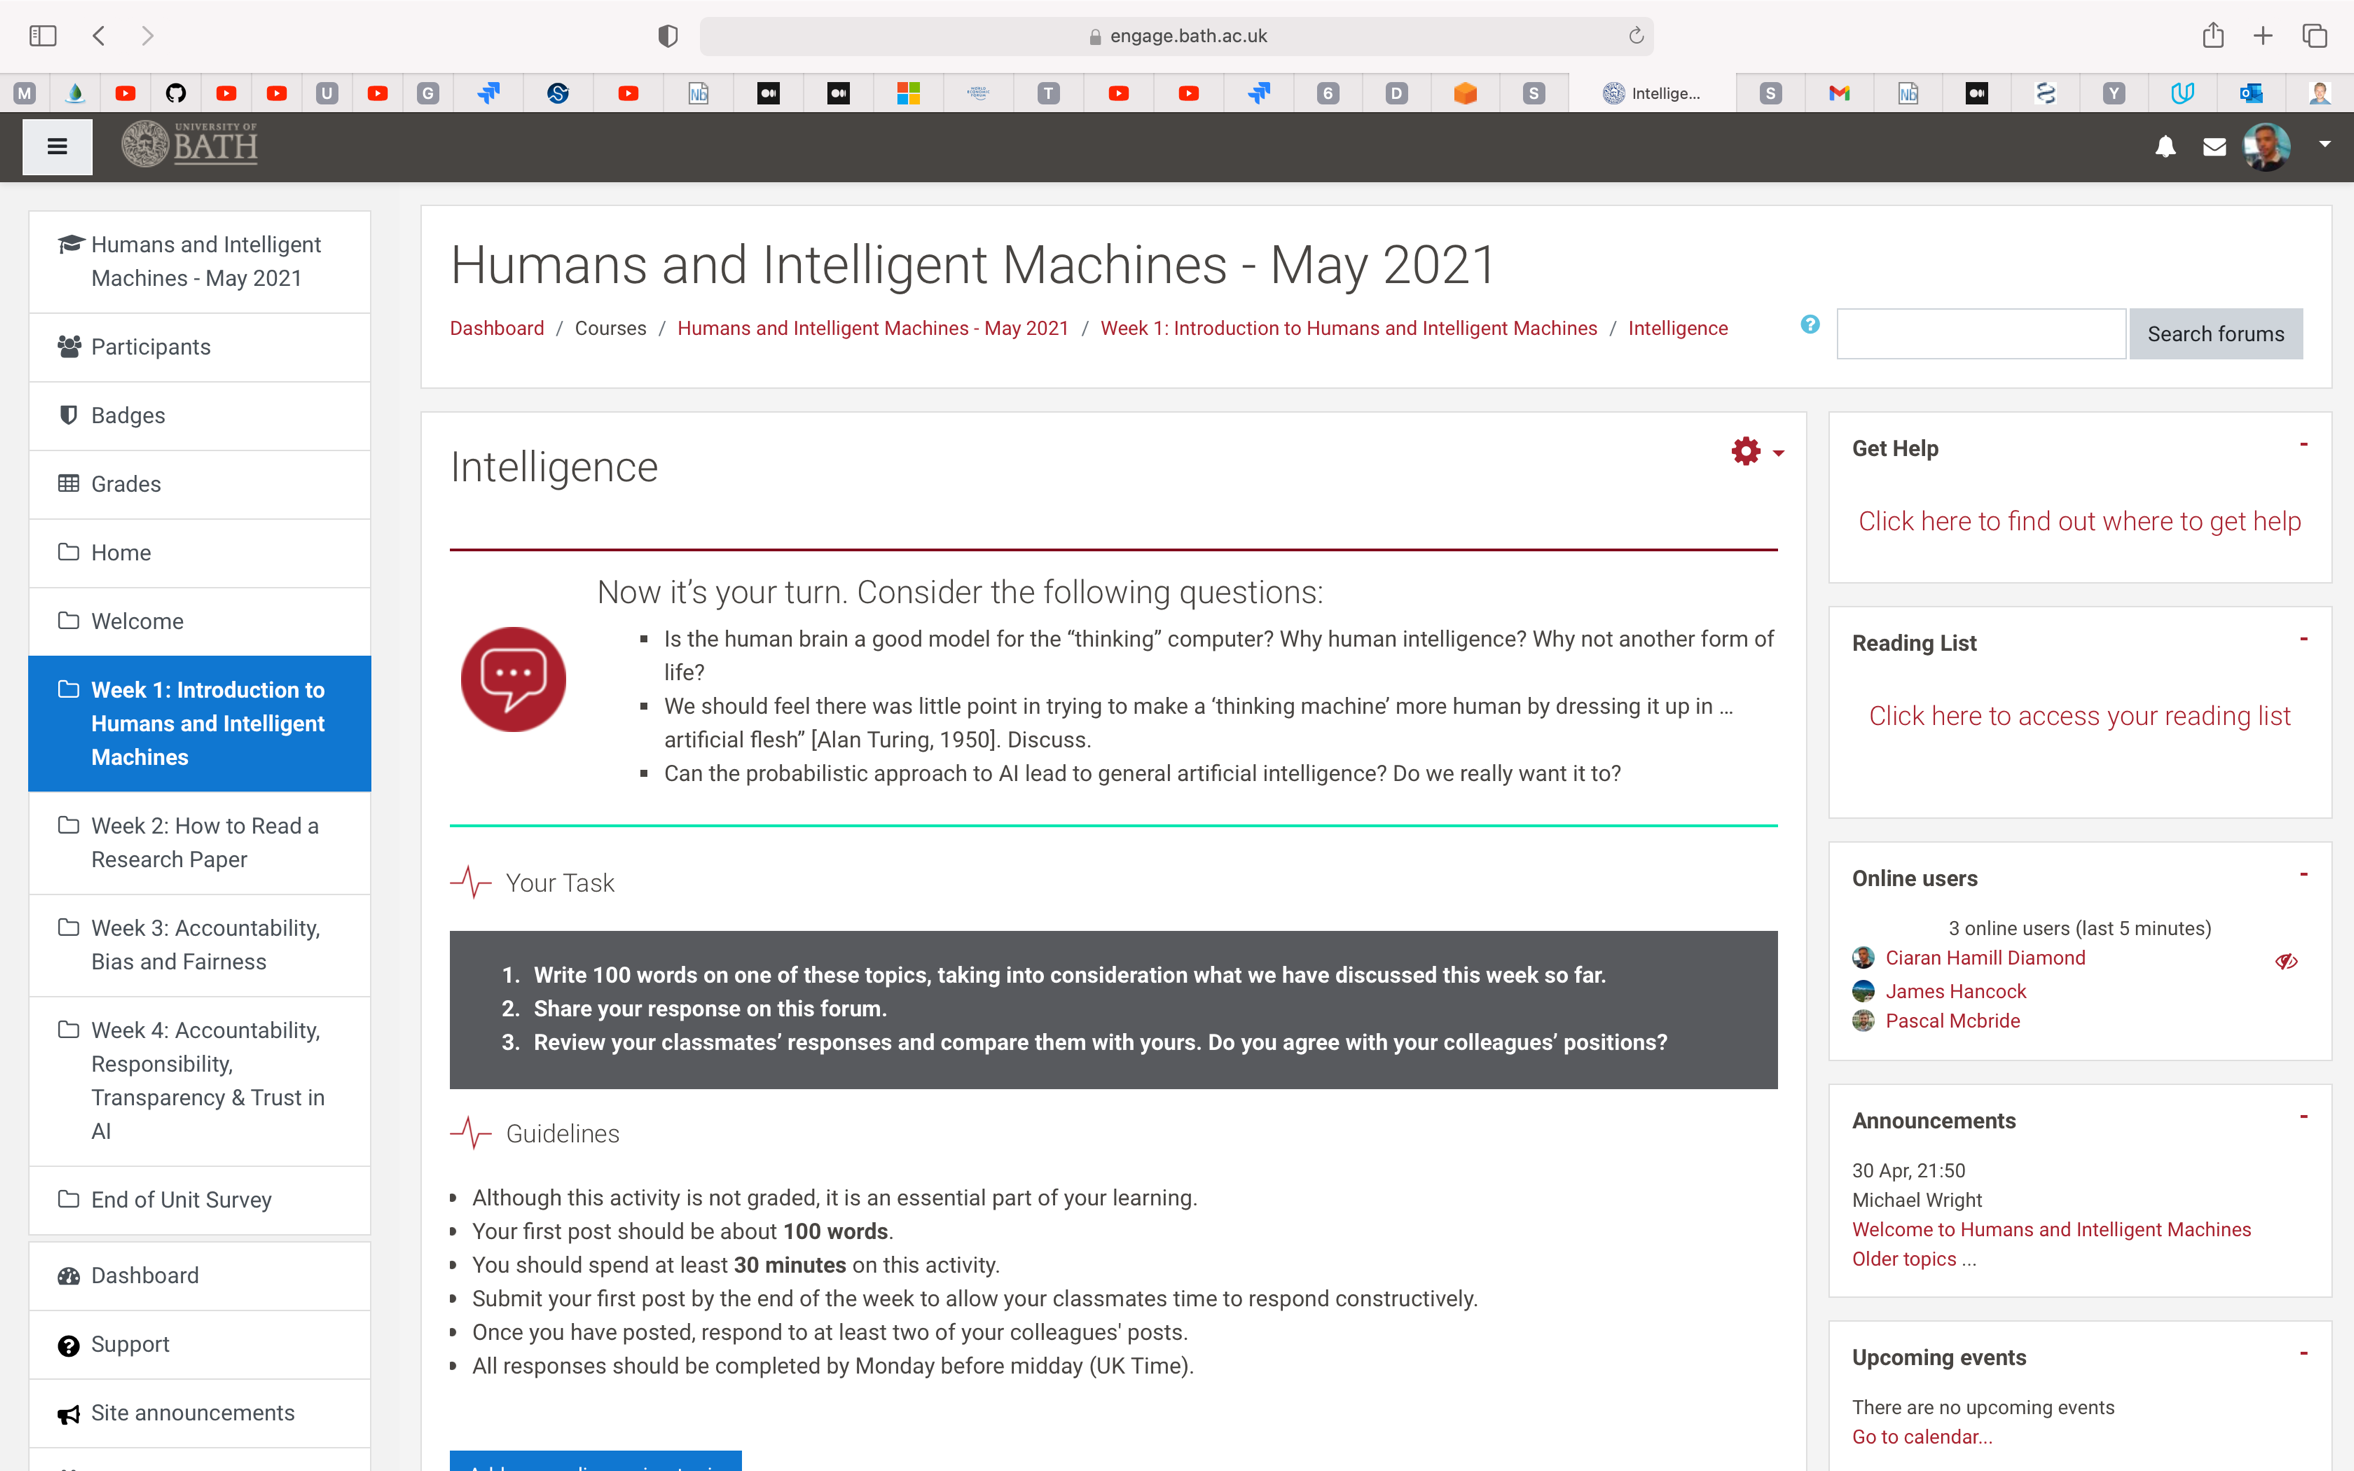 engage.bath.ac.uk
M
U
G
Nb
WORLD ECONOMIC FORUM
T
6
D
S
Intellige...
S
Nb
Y
UNIVERSITY OF
BATH
Humans and Intelligent
Machines - May 2021
Participants
Badges
Grades
Home
Welcome
Week 1: Introduction to
Humans and Intelligent
Machines
Week 2: How to Read a
Research Paper
Week 3: Accountability,
Bias and Fairness
Week 4: Accountability,
Responsibility,
Transparency & Trust in
AI
End of Unit Survey
Dashboard
Support
Site announcements
Humans and Intelligent Machines - May 2021
Dashboard / Courses / Humans and Intelligent Machines - May 2021 / Week 1: Introduction to Humans and Intelligent Machines / Intelligence
Search forums
Intelligence
Now it’s your turn. Consider the following questions:
Is the human brain a good model for the “thinking” computer? Why human intelligence? Why not another form of
life?
We should feel there was little point in trying to make a ‘thinking machine’ more human by dressing it up in ...
artificial flesh” [Alan Turing, 1950]. Discuss.
Can the probabilistic approach to AI lead to general artificial intelligence? Do we really want it to?
Your Task
1. Write 100 words on one of these topics, taking into consideration what we have discussed this week so far.
2. Share your response on this forum.
3. Review your classmates’ responses and compare them with yours. Do you agree with your colleagues’ positions?
Guidelines
Although this activity is not graded, it is an essential part of your learning.
Your first post should be about 100 words.
You should spend at least 30 minutes on this activity.
Submit your first post by the end of the week to allow your classmates time to respond constructively.
Once you have posted, respond to at least two of your colleagues' posts.
All responses should be completed by Monday before midday (UK Time).
Get Help
Click here to find out where to get help
Reading List
Click here to access your reading list
Online users
3 online users (last 5 minutes)
Ciaran Hamill Diamond
James Hancock
Pascal Mcbride
Announcements
30 Apr, 21:50
Michael Wright
Welcome to Humans and Intelligent Machines
Older topics ...
Upcoming events
There are no upcoming events
Go to calendar...